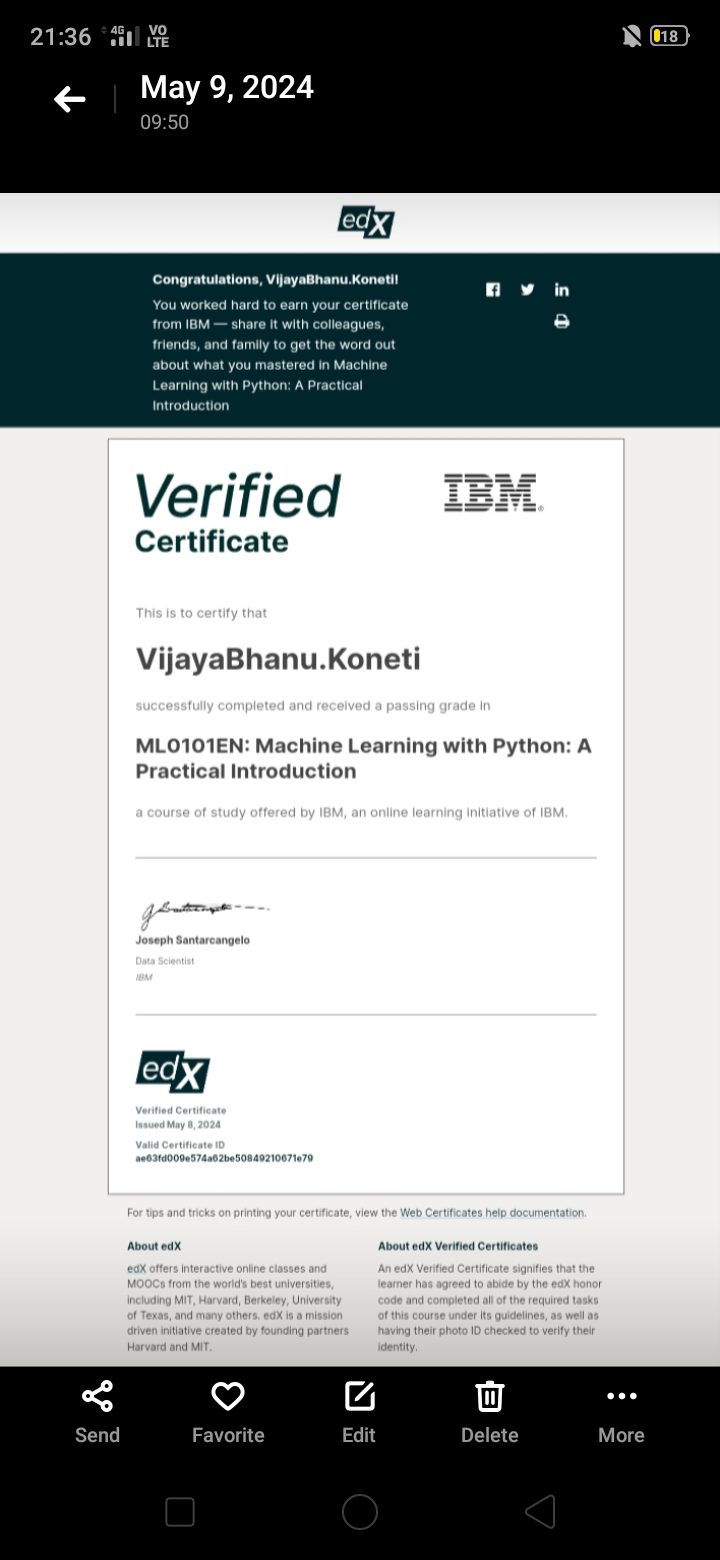 21:36 4G VO LTE 18
May 9, 2024
09:50
edX
Congratulations, VijayaBhanu.Koneti!
You worked hard to earn your certificate
from IBM — share it with colleagues,
friends, and family to get the word out
about what you mastered in Machine
Learning with Python: A Practical
Introduction
Verified
Certificate
IBM®
This is to certify that
VijayaBhanu.Koneti
successfully completed and received a passing grade in
ML0101EN: Machine Learning with Python: A
Practical Introduction
a course of study offered by IBM, an online learning initiative of IBM.
Joseph Santarcangelo
Data Scientist
IBM
edX
Verified Certificate
Issued May 8, 2024
Valid Certificate ID
ae63fd009e574a62be50849210671e79
For tips and tricks on printing your certificate, view the Web Certificates help documentation.
About edX
edX offers interactive online classes and
MOOCs from the world's best universities,
including MIT, Harvard, Berkeley, University
of Texas, and many others. edX is a mission
driven initiative created by founding partners
Harvard and MIT.
About edX Verified Certificates
An edX Verified Certificate signifies that the
learner has agreed to abide by the edX honor
code and completed all of the required tasks
of this course under its guidelines, as well as
having their photo ID checked to verify their
identity.
Send Favorite Edit Delete More